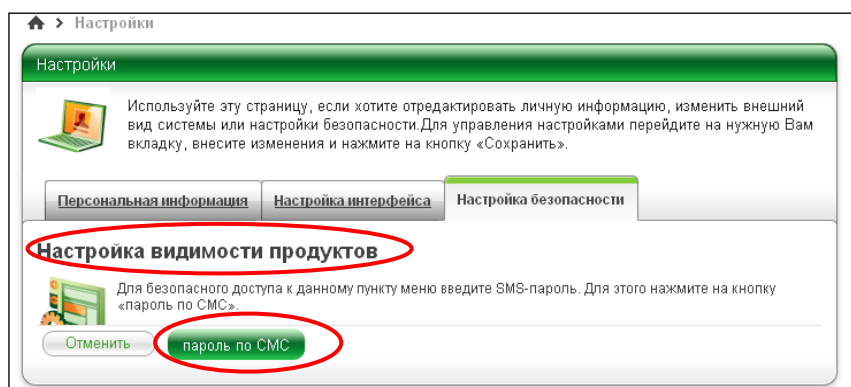 Настройки
Настройки
Используйте эту страницу, если хотите отредактировать личную информацию, изменить внешний
вид системы или настройки безопасности.Для управления настройками перейдите на нужную Вам
вкладку, внесите изменения и нажмите на кнопку «Сохранить».
Персональная информация Настройка интерфейса Настройка безопасности
Настройка видимости продуктов
Для безопасного доступа к данному пункту меню введите SMS-пароль. Для этого нажмите на кнопку
«пароль по СМС».
Отменить пароль по СМС